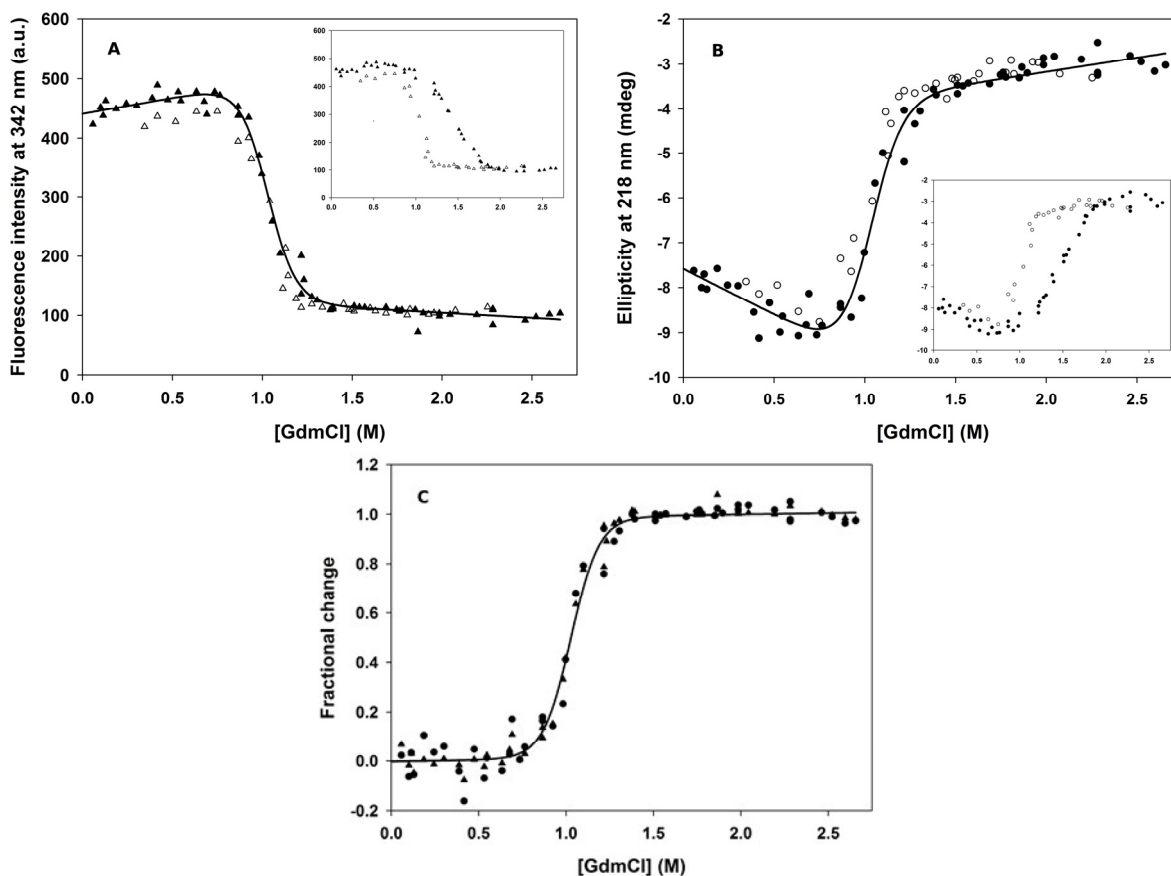 A
Fluorescence intensity at 342 nm (a.u.)
600
500
400
300
200
100
0
0.0 0.5 1.0 1.5 2.0 2.5
[GdmCl] (M)
600
500
400
300
200
100
0
0.0 0.5 1.0 1.5 2.0 2.5
B
Ellipticity at 218 nm (mdeg)
-2
-3
-4
-5
-6
-7
-8
-9
-10
0.0 0.5 1.0 1.5 2.0 2.5
[GdmCl] (M)
-2
-3
-4
-5
-6
-7
-8
-9
-10
0.0 0.5 1.0 1.5 2.0 2.5
C
Fractional change
1.2
1.0
0.8
0.6
0.4
0.2
0.0
-0.2
0.0 0.5 1.0 1.5 2.0 2.5
[GdmCl] (M)